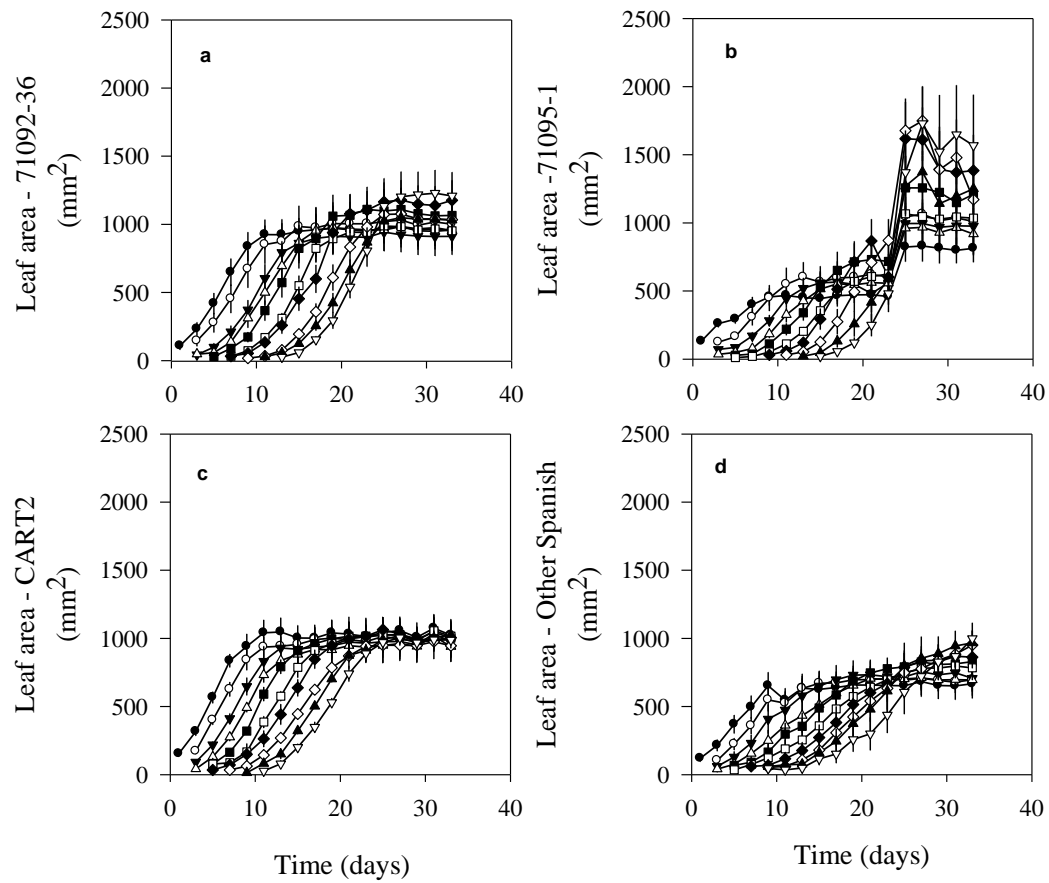 a
2500
2000
1500
1000
500
0
0 10 20 30 40
Leaf area - 71092-36
(mm2)
b
2500
2000
1500
1000
500
0
0 10 20 30 40
Leaf area -71095-1
(mm2)
c
2500
2000
1500
1000
500
0
0 10 20 30 40
Leaf area - CART2
(mm2)
Time (days)
d
2500
2000
1500
1000
500
0
0 10 20 30 40
Leaf area - Other Spanish
(mm2)
Time (days)